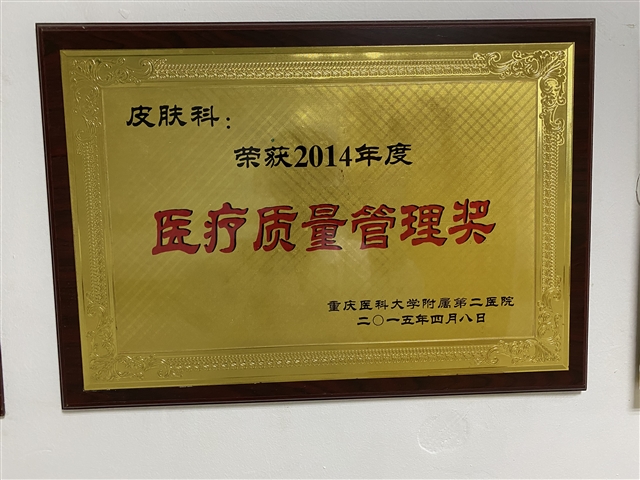 皮肤科：
荣获2014年度
医疗质量管理奖
重庆医科大学附属第二医院
二〇一五年四月八日